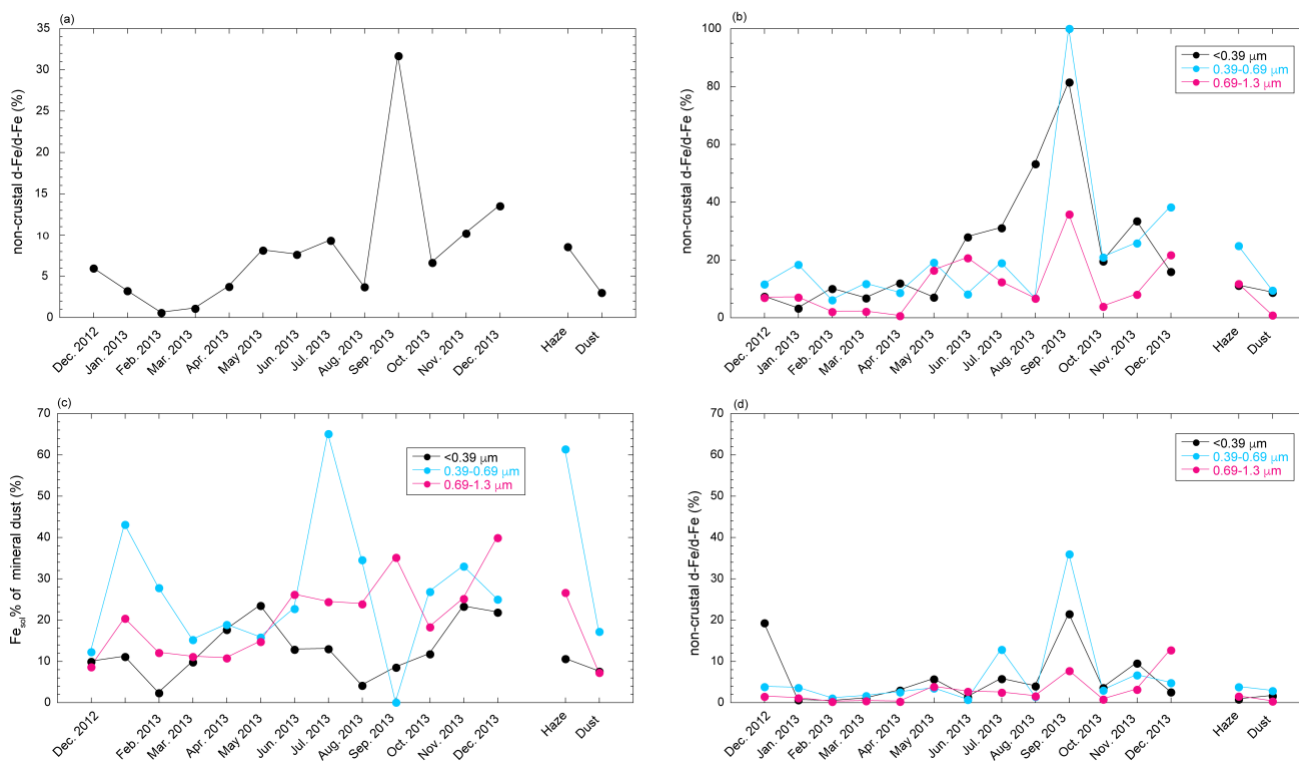 (a)
non-crustal d-Fe/d-Fe (%)
35
30
25
20
15
10
5
0
Dec. 2012
Jan. 2013
Feb. 2013
Mar. 2013
Apr. 2013
May 2013
Jun. 2013
Jul. 2013
Aug. 2013
Sep. 2013
Oct. 2013
Nov. 2013
Dec. 2013
Haze
Dust
(b)
non-crustal d-Fe/d-Fe (%)
100
80
60
40
20
0
<0.39 μm
0.39-0.69 μm
0.69-1.3 μm
Dec. 2012
Jan. 2013
Feb. 2013
Mar. 2013
Apr. 2013
May 2013
Jun. 2013
Jul. 2013
Aug. 2013
Sep. 2013
Oct. 2013
Nov. 2013
Dec. 2013
Haze
Dust
(c)
Fesol% of mineral dust (%)
70
60
50
40
30
20
10
0
<0.39 μm
0.39-0.69 μm
0.69-1.3 μm
Dec. 2012
Feb. 2013
Mar. 2013
Apr. 2013
May 2013
Jun. 2013
Jul. 2013
Aug. 2013
Sep. 2013
Oct. 2013
Nov. 2013
Dec. 2013
Haze
Dust
(d)
non-crustal d-Fe/d-Fe (%)
70
60
50
40
30
20
10
0
<0.39 μm
0.39-0.69 μm
0.69-1.3 μm
Dec. 2012
Jan. 2013
Feb. 2013
Mar. 2013
Apr. 2013
May 2013
Jun. 2013
Jul. 2013
Aug. 2013
Sep. 2013
Oct. 2013
Nov. 2013
Dec. 2013
Haze
Dust